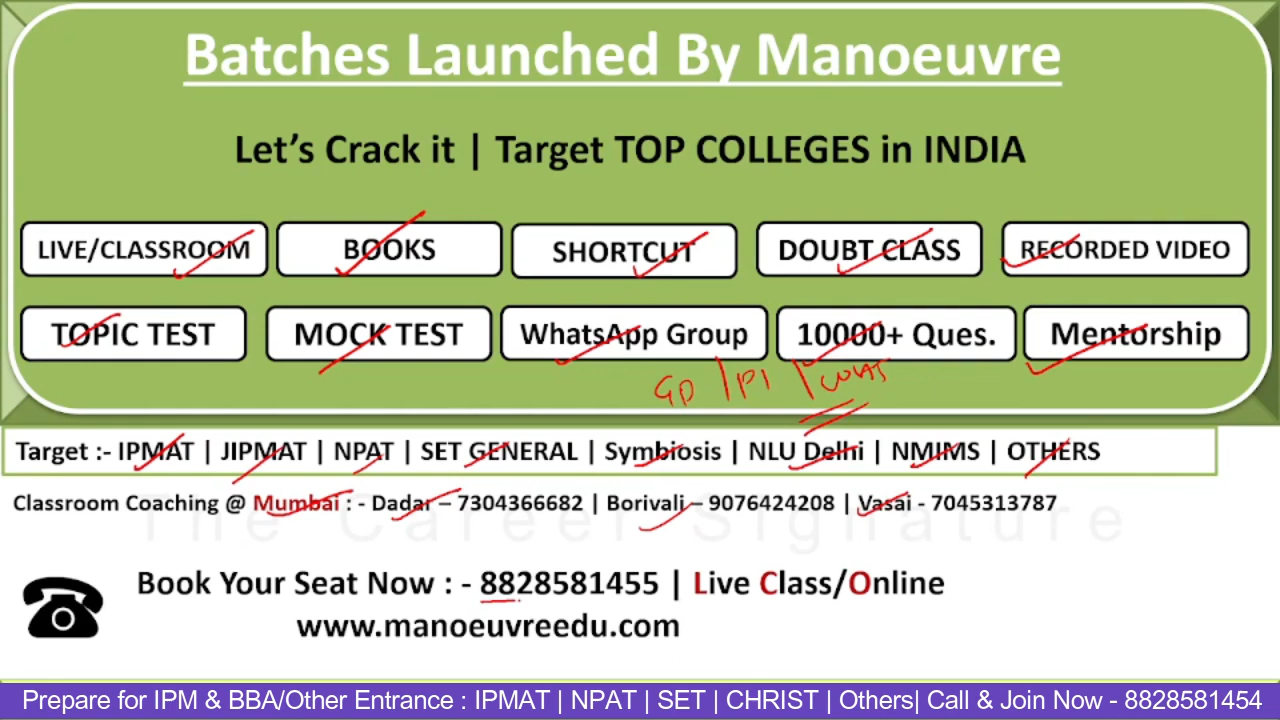 Batches Launched By Manoeuvre
Let's Crack it | Target TOP COLLEGES in INDIA
LIVE/CLASSROOM BOOKS SHORTCUT DOUBT CLASS RECORDED VIDEO
TOPIC TEST MOCK TEST WhatsApp Group 10000+ Ques. Mentorship
GD | PI | WAT
Target :- IPMAT | JIPMAT | NPAT | SET GENERAL | Symbiosis | NLU Delhi | NMIMS | OTHERS
Classroom Coaching @ Mumbai : - Dadar – 7304366682 | Borivali – 9076424208 | Vasai - 7045313787
The Career Signature
Book Your Seat Now : - 8828581455 | Live Class/Online
www.manoeuvreedu.com
Prepare for IPM & BBA/Other Entrance : IPMAT | NPAT | SET | CHRIST | Others| Call & Join Now - 8828581454